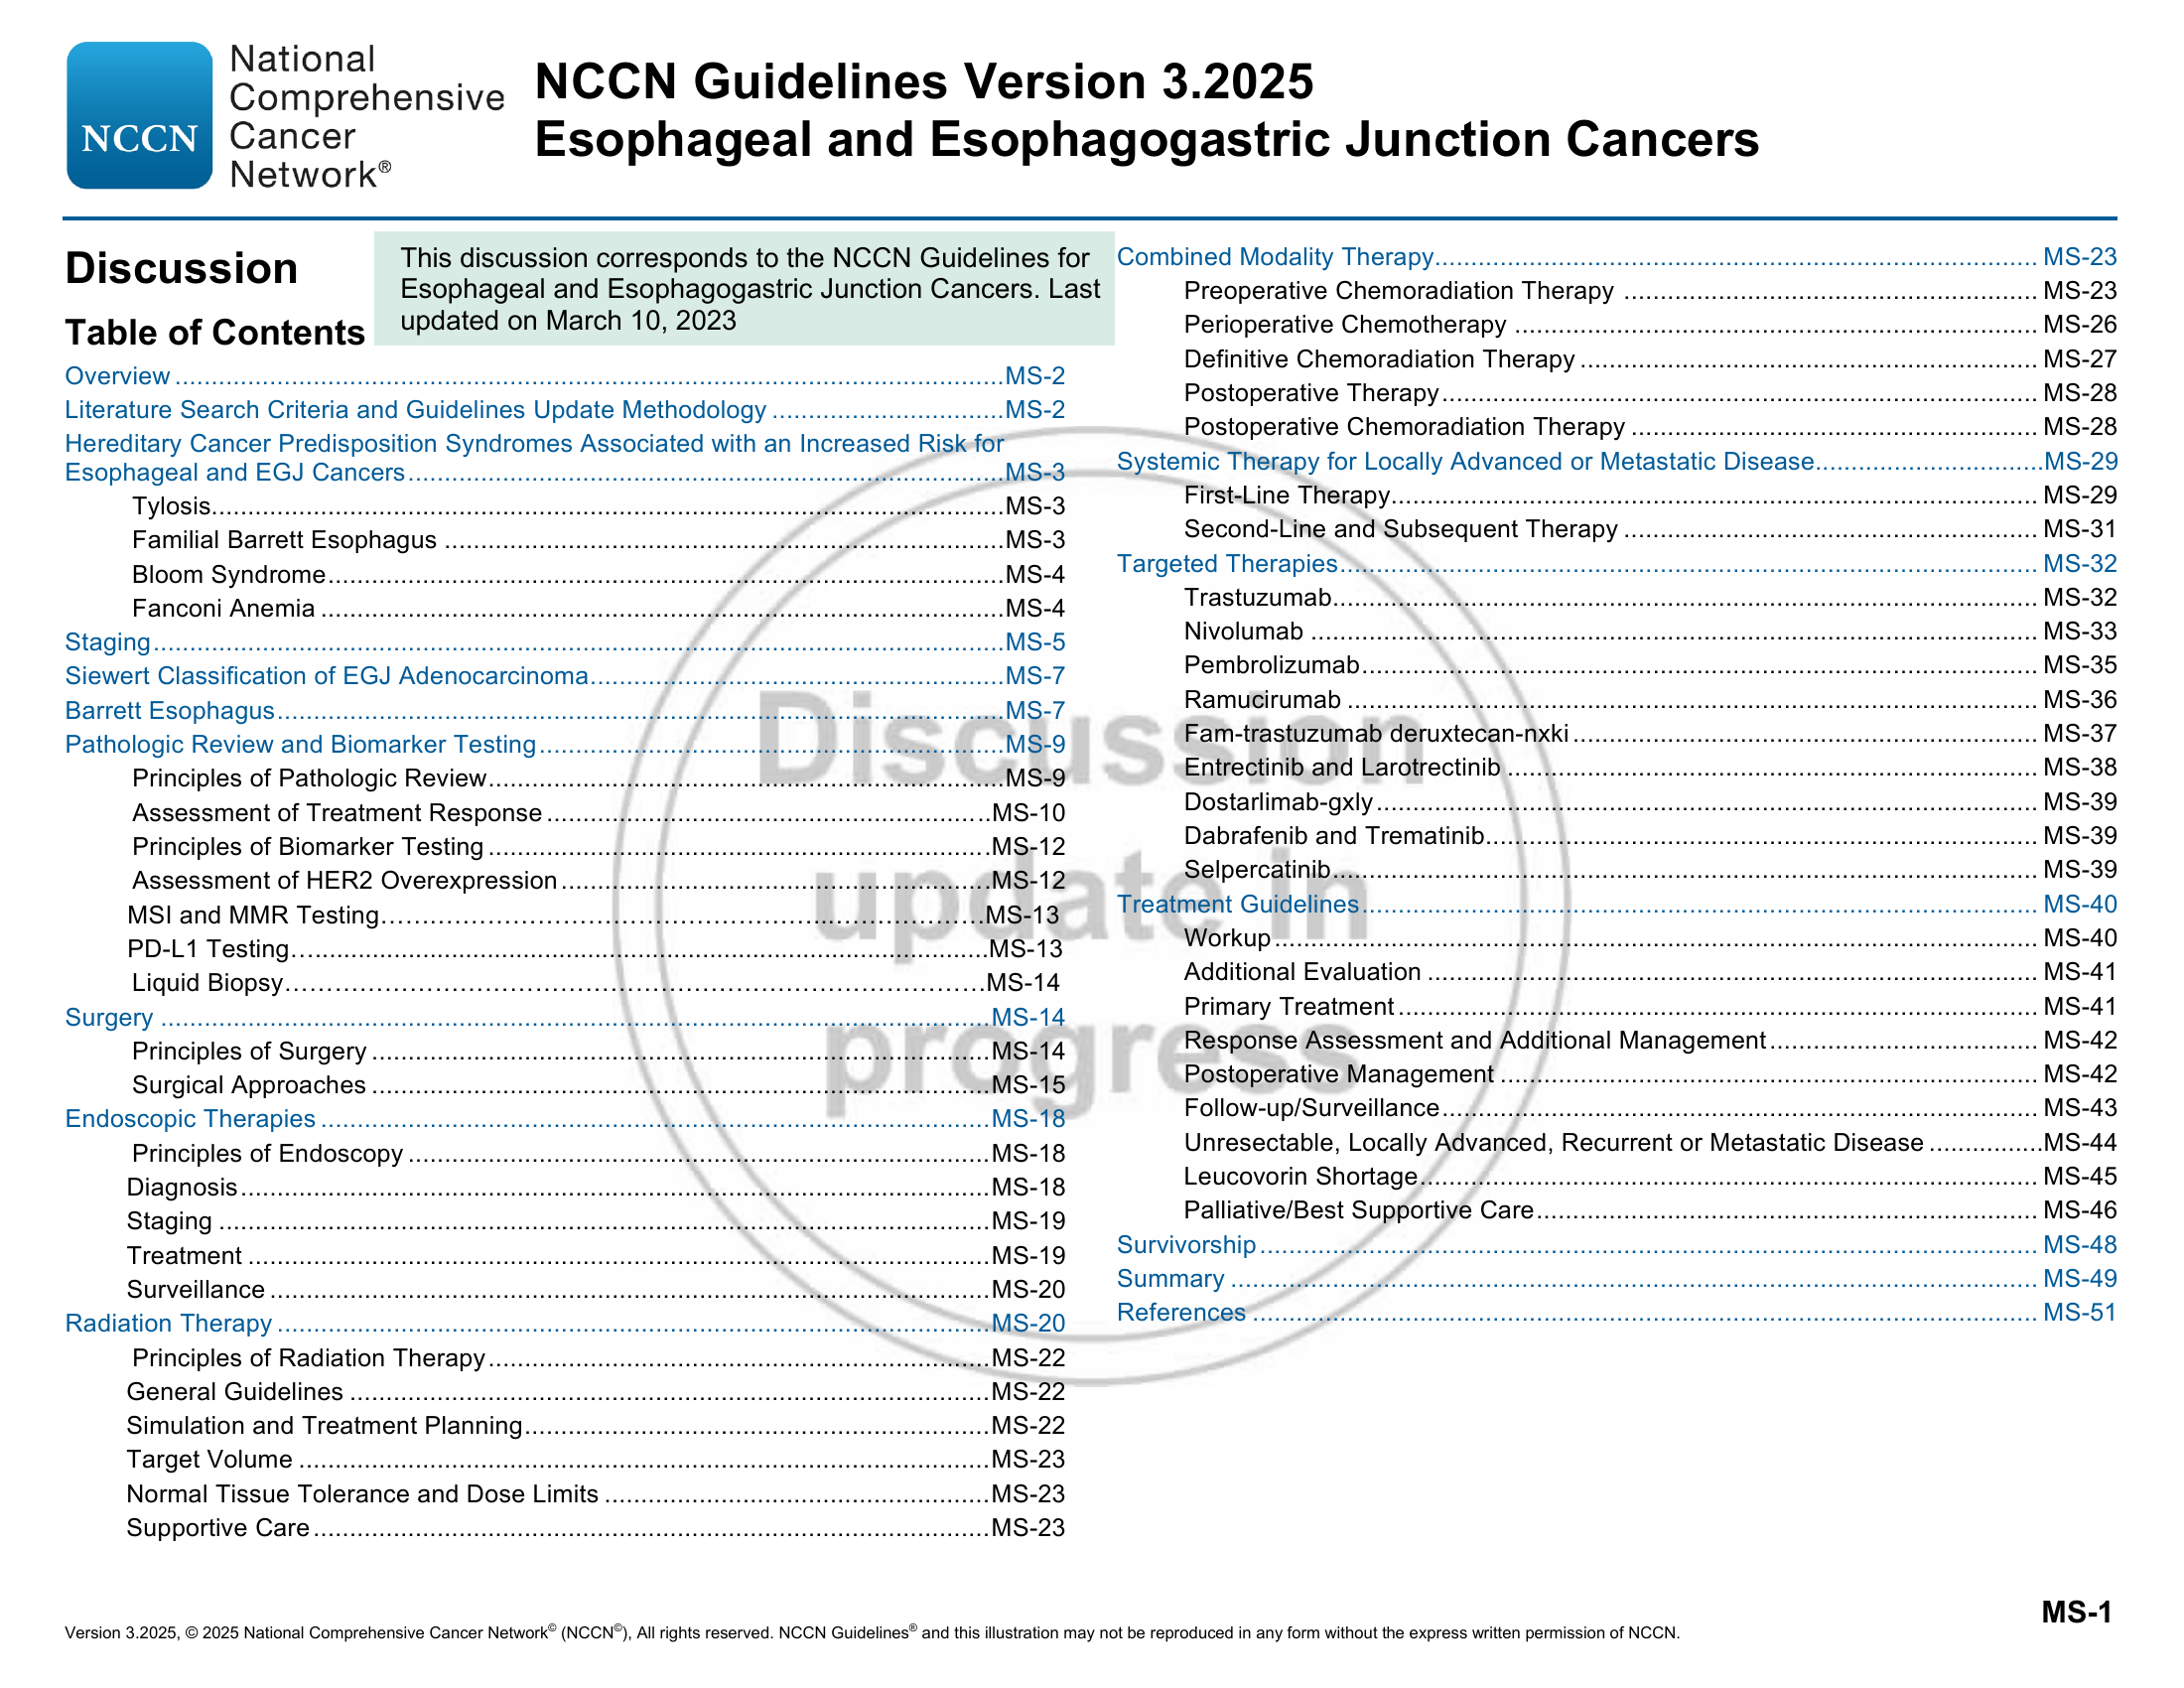 NCCN
National
Comprehensive
Cancer
Network®
NCCN Guidelines Version 3.2025
Esophageal and Esophagogastric Junction Cancers
Discussion
This discussion corresponds to the NCCN Guidelines for
Esophageal and Esophagogastric Junction Cancers. Last
updated on March 10, 2023
Table of Contents
Overview ... MS-2
Literature Search Criteria and Guidelines Update Methodology ... MS-2
Hereditary Cancer Predisposition Syndromes Associated with an Increased Risk for
Esophageal and EGJ Cancers ... MS-3
Tylosis ... MS-3
Familial Barrett Esophagus ... MS-3
Bloom Syndrome ... MS-4
Fanconi Anemia ... MS-4
Staging ... MS-5
Siewert Classification of EGJ Adenocarcinoma ... MS-7
Barrett Esophagus ... MS-7
Pathologic Review and Biomarker Testing ... MS-9
Principles of Pathologic Review ... MS-9
Assessment of Treatment Response ... MS-10
Principles of Biomarker Testing ... MS-12
Assessment of HER2 Overexpression ... MS-12
MSI and MMR Testing ... MS-13
PD-L1 Testing ... MS-13
Liquid Biopsy ... MS-14
Surgery ... MS-14
Principles of Surgery ... MS-14
Surgical Approaches ... MS-15
Endoscopic Therapies ... MS-18
Principles of Endoscopy ... MS-18
Diagnosis ... MS-18
Staging ... MS-19
Treatment ... MS-19
Surveillance ... MS-20
Radiation Therapy ... MS-20
Principles of Radiation Therapy ... MS-22
General Guidelines ... MS-22
Simulation and Treatment Planning ... MS-22
Target Volume ... MS-23
Normal Tissue Tolerance and Dose Limits ... MS-23
Supportive Care ... MS-23
Combined Modality Therapy ... MS-23
Preoperative Chemoradiation Therapy ... MS-23
Perioperative Chemotherapy ... MS-26
Definitive Chemoradiation Therapy ... MS-27
Postoperative Therapy ... MS-28
Postoperative Chemoradiation Therapy ... MS-28
Systemic Therapy for Locally Advanced or Metastatic Disease ... MS-29
First-Line Therapy ... MS-29
Second-Line and Subsequent Therapy ... MS-31
Targeted Therapies ... MS-32
Trastuzumab ... MS-32
Nivolumab ... MS-33
Pembrolizumab ... MS-35
Ramucirumab ... MS-36
Fam-trastuzumab deruxtecan-nxki ... MS-37
Entrectinib and Larotrectinib ... MS-38
Dostarlimab-gxly ... MS-39
Dabrafenib and Trematinib ... MS-39
Selpercatinib ... MS-39
Treatment Guidelines ... MS-40
Workup ... MS-40
Additional Evaluation ... MS-41
Primary Treatment ... MS-41
Response Assessment and Additional Management ... MS-42
Postoperative Management ... MS-42
Follow-up/Surveillance ... MS-43
Unresectable, Locally Advanced, Recurrent or Metastatic Disease ... MS-44
Leucovorin Shortage ... MS-45
Palliative/Best Supportive Care ... MS-46
Survivorship ... MS-48
Summary ... MS-49
References ... MS-51
Discussion
update in
progress
MS-1
Version 3.2025, © 2025 National Comprehensive Cancer Network© (NCCN©), All rights reserved. NCCN Guidelines® and this illustration may not be reproduced in any form without the express written permission of NCCN.